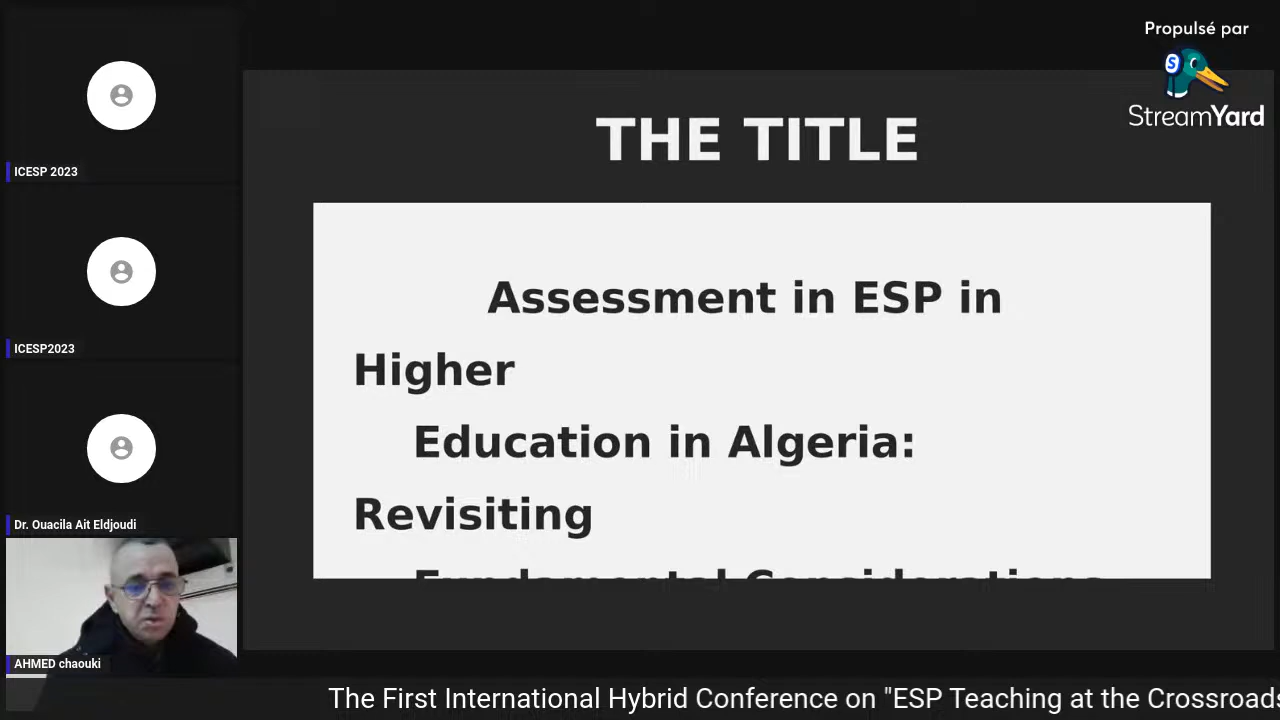 Propulsé par
StreamYard
THE TITLE
Assessment in ESP in
Higher
Education in Algeria:
Revisiting
Fundamental Considerations
ICESP 2023
ICESP2023
Dr. Ouacila Ait Eldjoudi
AHMED chaouki
The First International Hybrid Conference on "ESP Teaching at the Crossroads